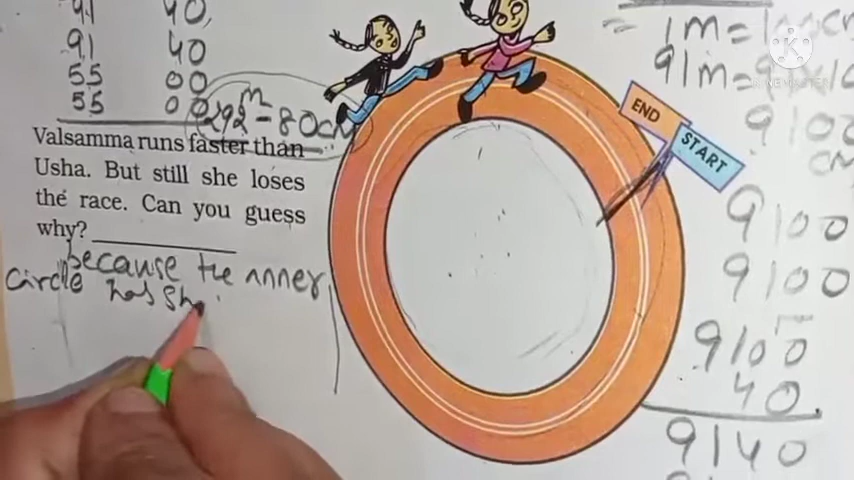 91 40,
91 40
55 00
55 00
292m - 80cm
Valsamma runs faster than
Usha. But still she loses
the race. Can you guess
why?
because the inner
circle has sh
END
START
1m = 100cm
91m =
9100
cm
9100
9100
9100
40
9140
KINEMASTER